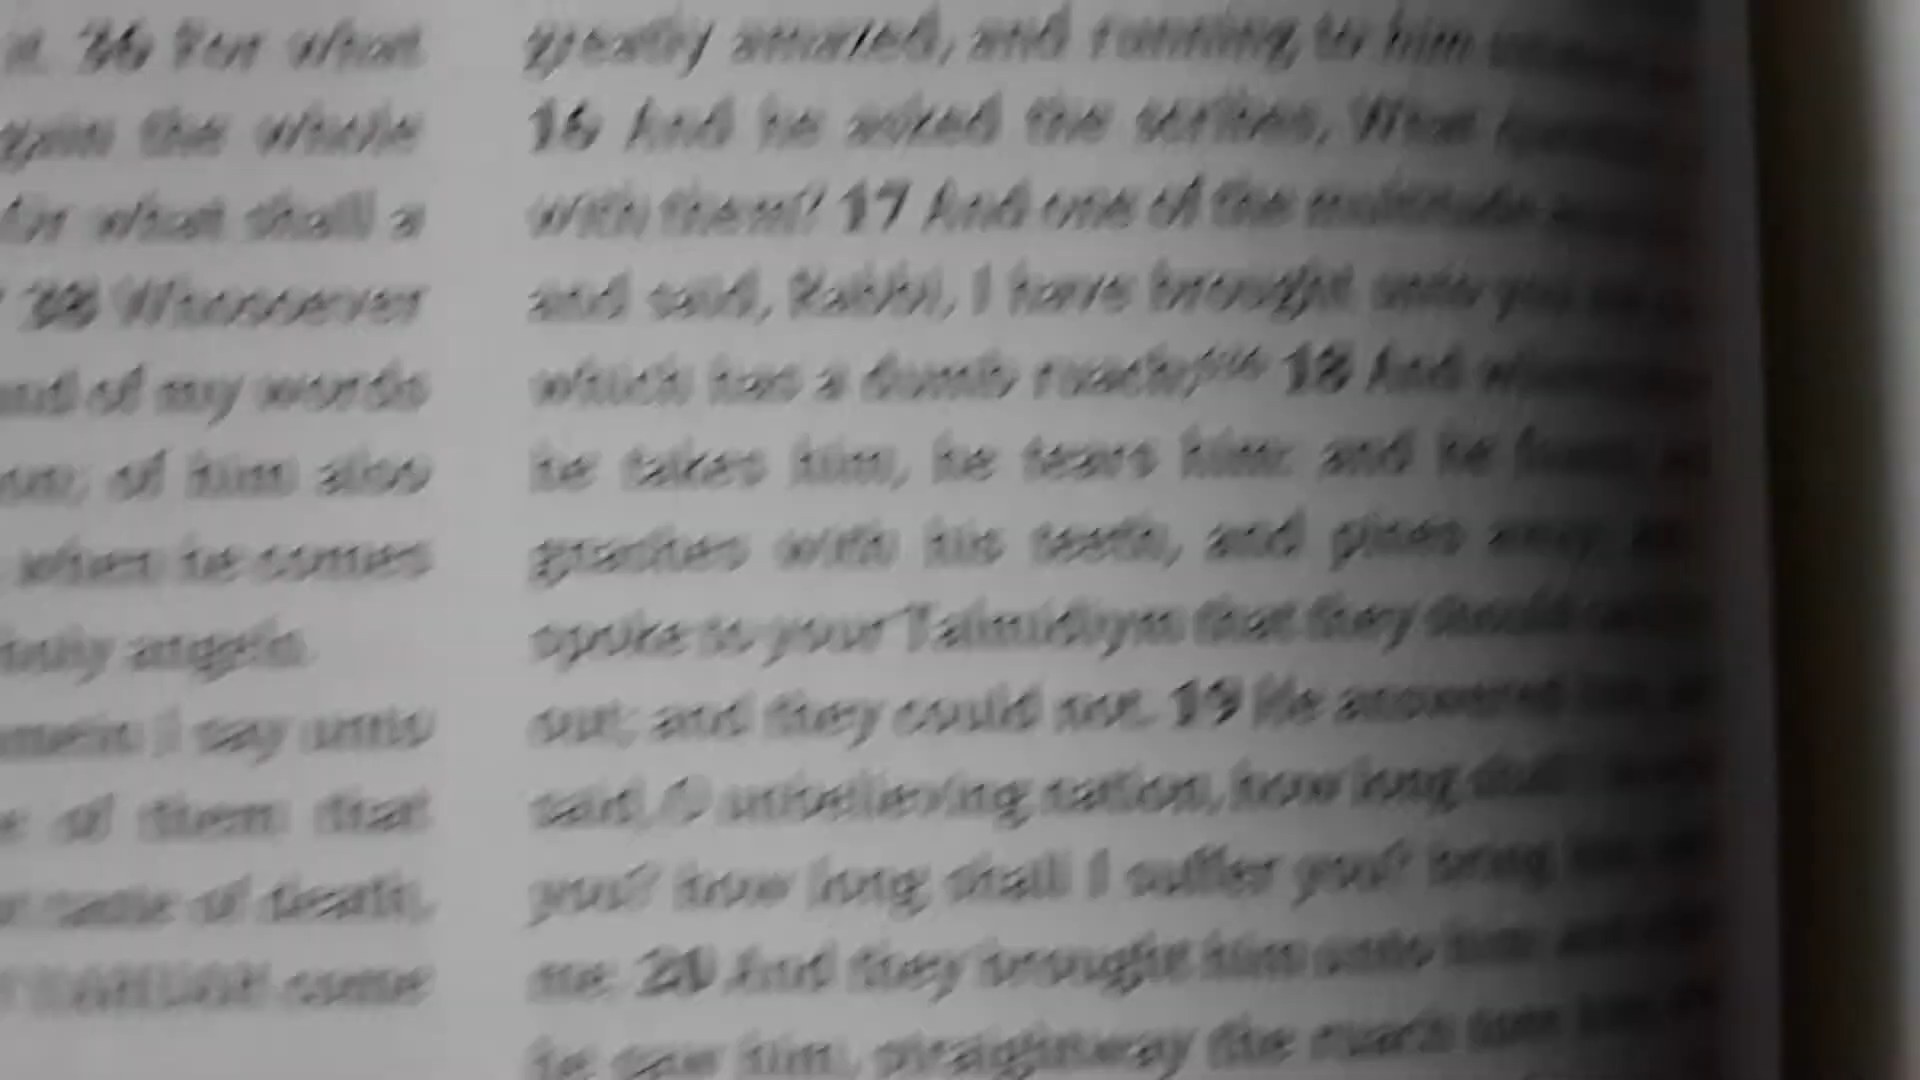 it. 36 For what
gain the whole
for what shall a
38 Whosoever
and of my words
of him also
when he comes
holy angels.
I say unto
of them that
taste of death,
come
greatly amazed, and running to him
16 And he asked the scribes, What
with them? 17 And one of the multitude
and said, Rabbi, I have brought unto you
which has a dumb ruach; 18 And
he takes him, he tears him: and he
gnashes with his teeth, and pines away
spoke to your Talmidiym that they should
out; and they could not. 19 He answered
said, O unbelieving nation, how long shall
you? how long shall I suffer you? bring
me. 20 And they brought him unto him
he saw him, straightway the ruach